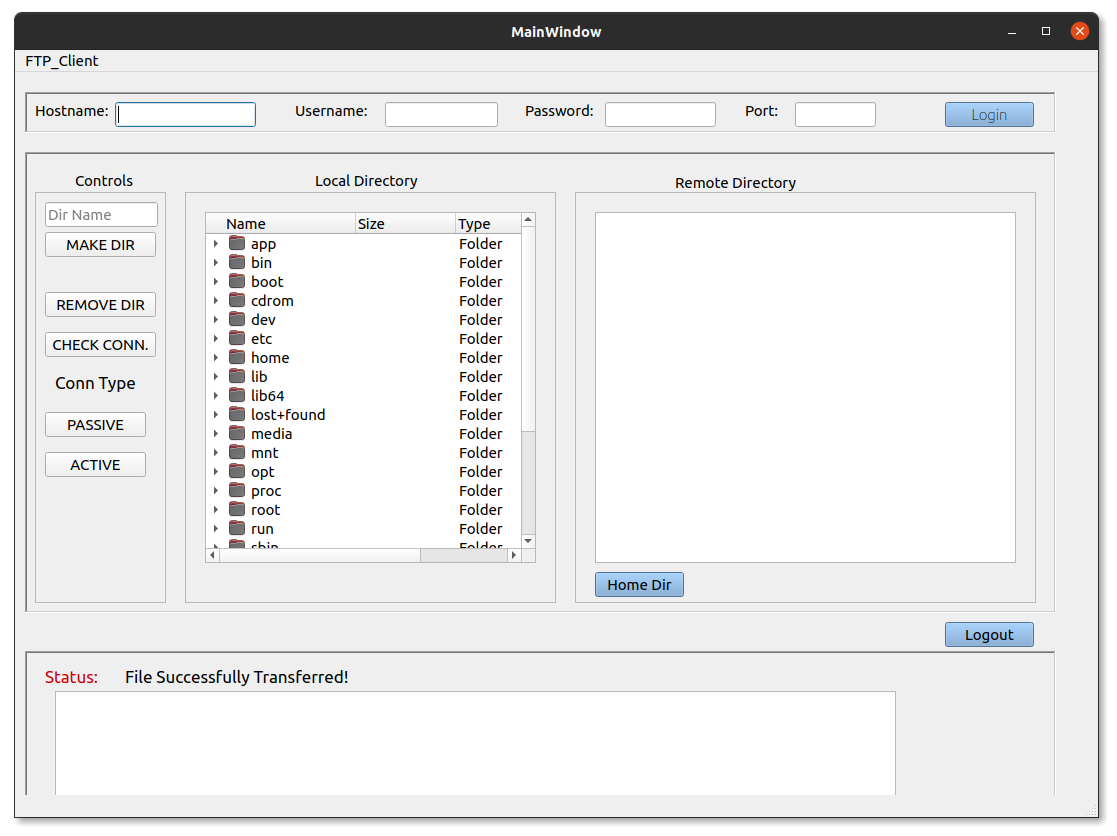 MainWindow
FTP_Client
Hostname: Username: Password: Port: Login
Controls Local Directory Remote Directory
Dir Name
MAKE DIR
REMOVE DIR
CHECK CONN.
Conn Type
PASSIVE
ACTIVE
Name Size Type
app Folder
bin Folder
boot Folder
cdrom Folder
dev Folder
etc Folder
home Folder
lib Folder
lib64 Folder
lost+found Folder
media Folder
mnt Folder
opt Folder
proc Folder
root Folder
run Folder
sbin Folder
Home Dir
Logout
Status: File Successfully Transferred!